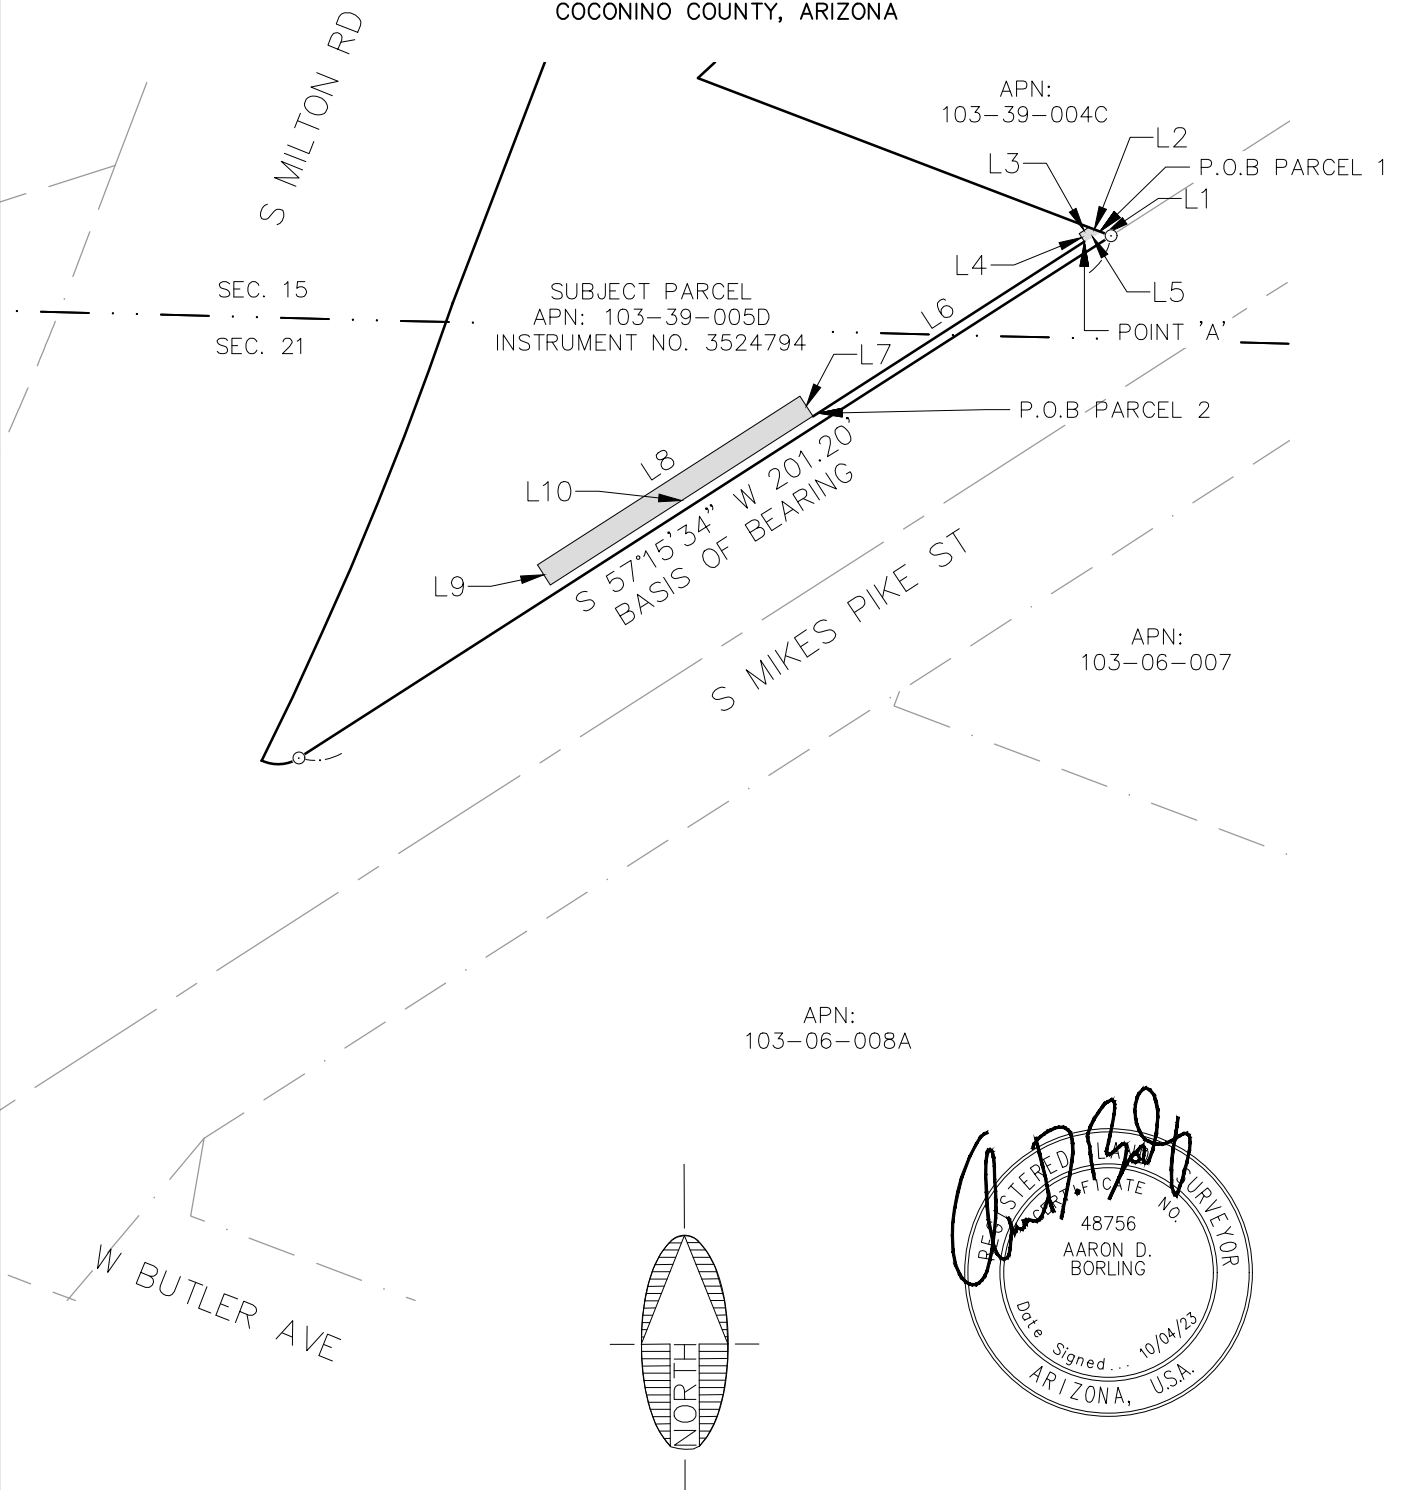 COCONINO COUNTY, ARIZONA
S MILTON RD
APN:
103-39-004C
L2
L3
P.O.B PARCEL 1
L1
L4
L5
SEC. 15
SUBJECT PARCEL
APN: 103-39-005D
INSTRUMENT NO. 3524794
L6
POINT 'A'
SEC. 21
L7
P.O.B PARCEL 2
L8
L10
S 57°15'34" W 201.20'
BASIS OF BEARING
L9
S MIKES PIKE ST
APN:
103-06-007
APN:
103-06-008A
W BUTLER AVE
NORTH
REGISTERED LAND SURVEYOR
CERTIFICATE NO.
48756
AARON D.
BORLING
Date Signed... 10/04/23
ARIZONA, U.S.A.